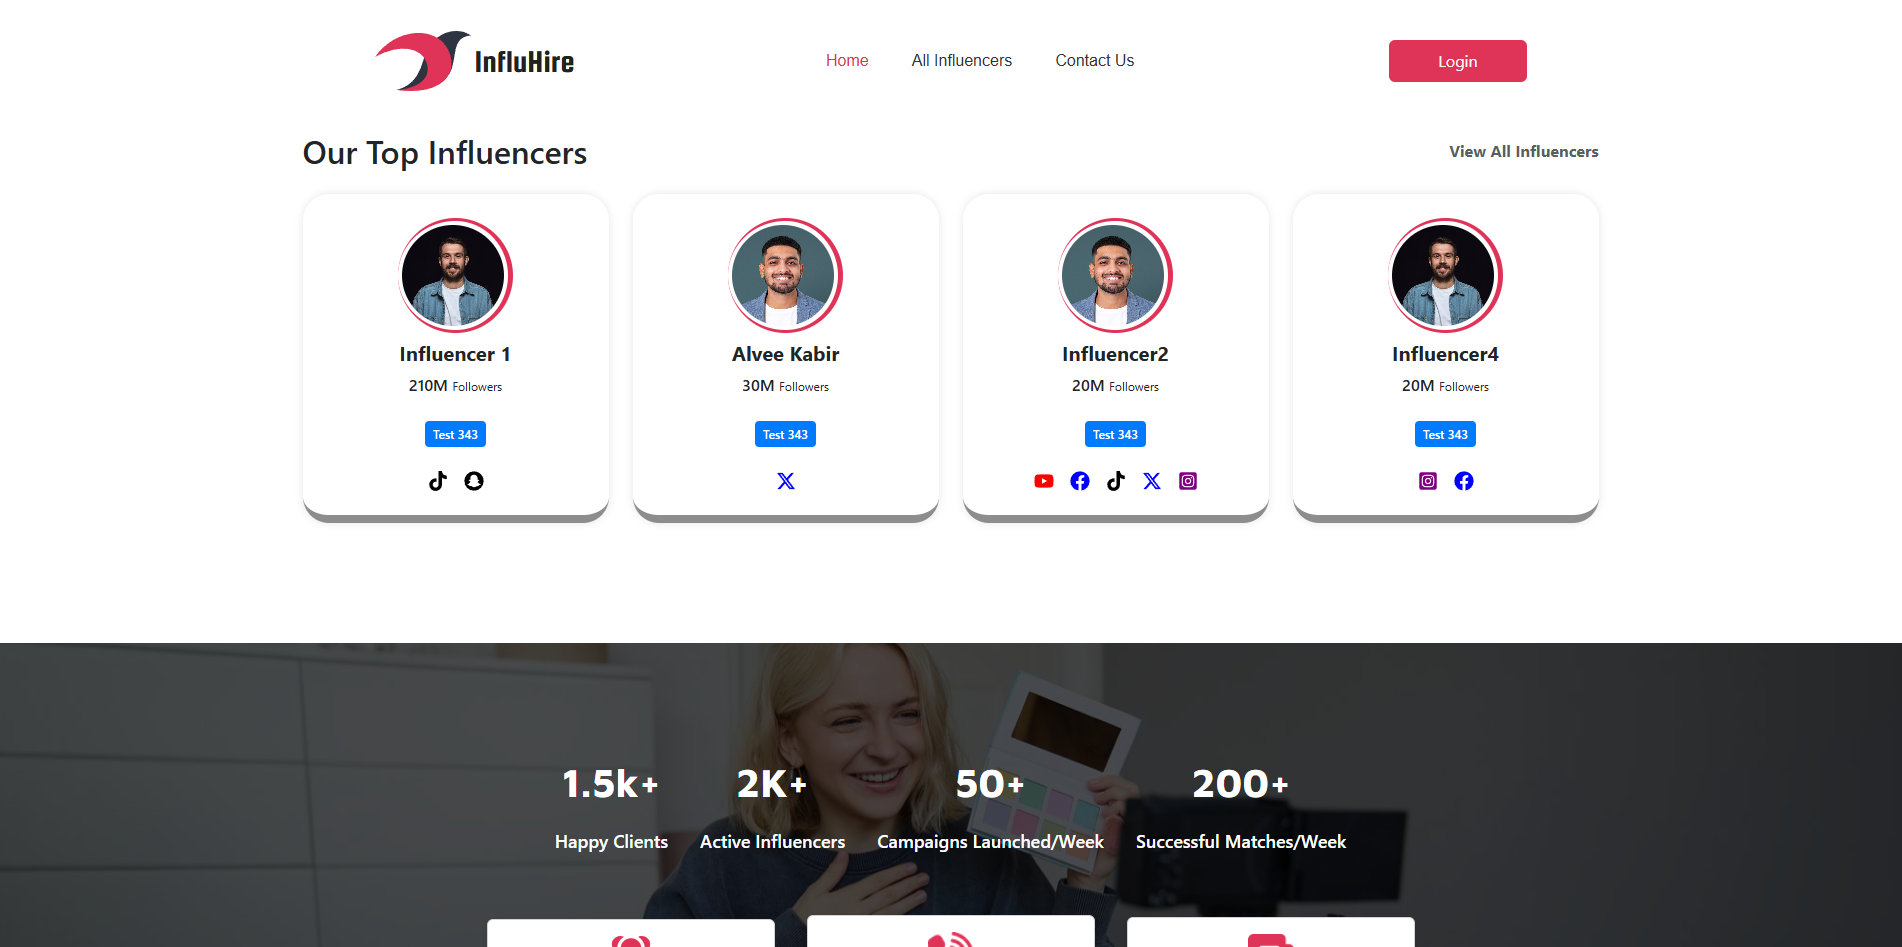 InfluHire
Home
All Influencers
Contact Us
Login
Our Top Influencers
View All Influencers
Influencer 1
210M Followers
Test 343
Alvee Kabir
30M Followers
Test 343
Influencer2
20M Followers
Test 343
Influencer4
20M Followers
Test 343
1.5k+
Happy Clients
2K+
Active Influencers
50+
Campaigns Launched/Week
200+
Successful Matches/Week